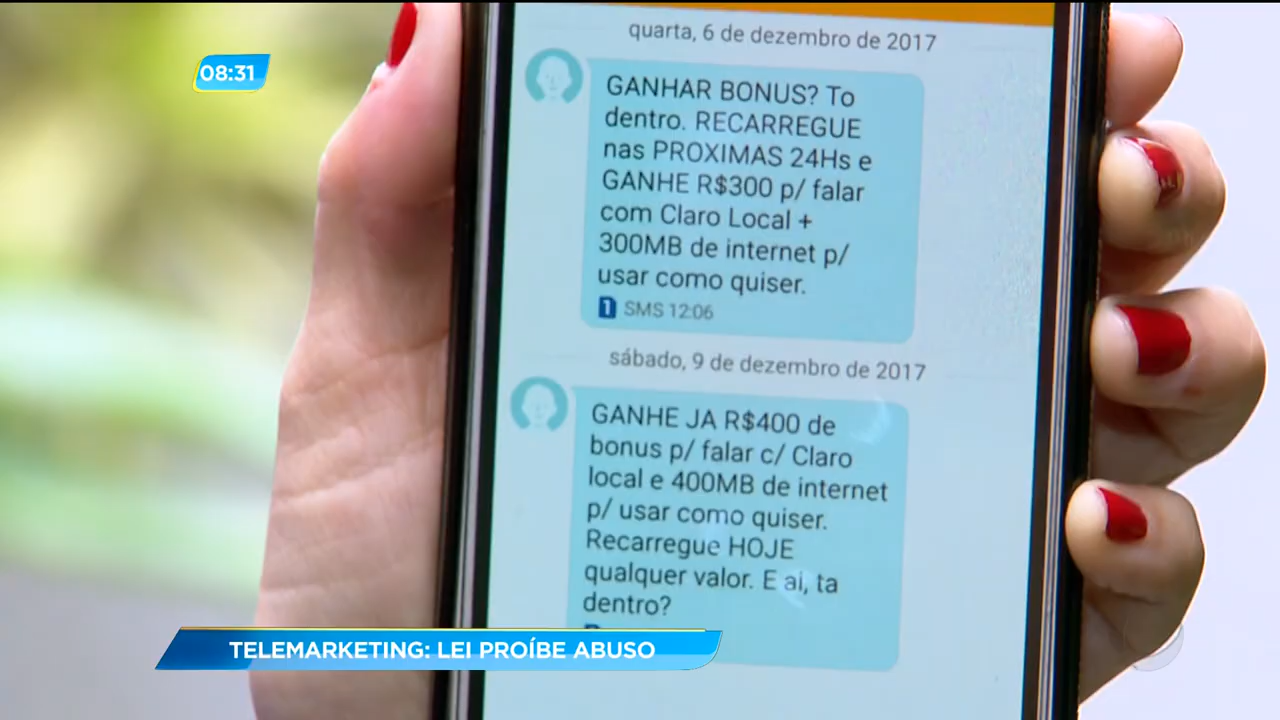 08:31
quarta, 6 de dezembro de 2017
GANHAR BONUS? To
dentro. RECARREGUE
nas PROXIMAS 24Hs e
GANHE R$300 p/ falar
com Claro Local +
300MB de internet p/
usar como quiser.
1 SMS 12:06
sábado, 9 de dezembro de 2017
GANHE JA R$400 de
bonus p/ falar c/ Claro
local e 400MB de internet
p/ usar como quiser.
Recarregue HOJE
qualquer valor. E ai, ta
dentro?
TELEMARKETING: LEI PROÍBE ABUSO